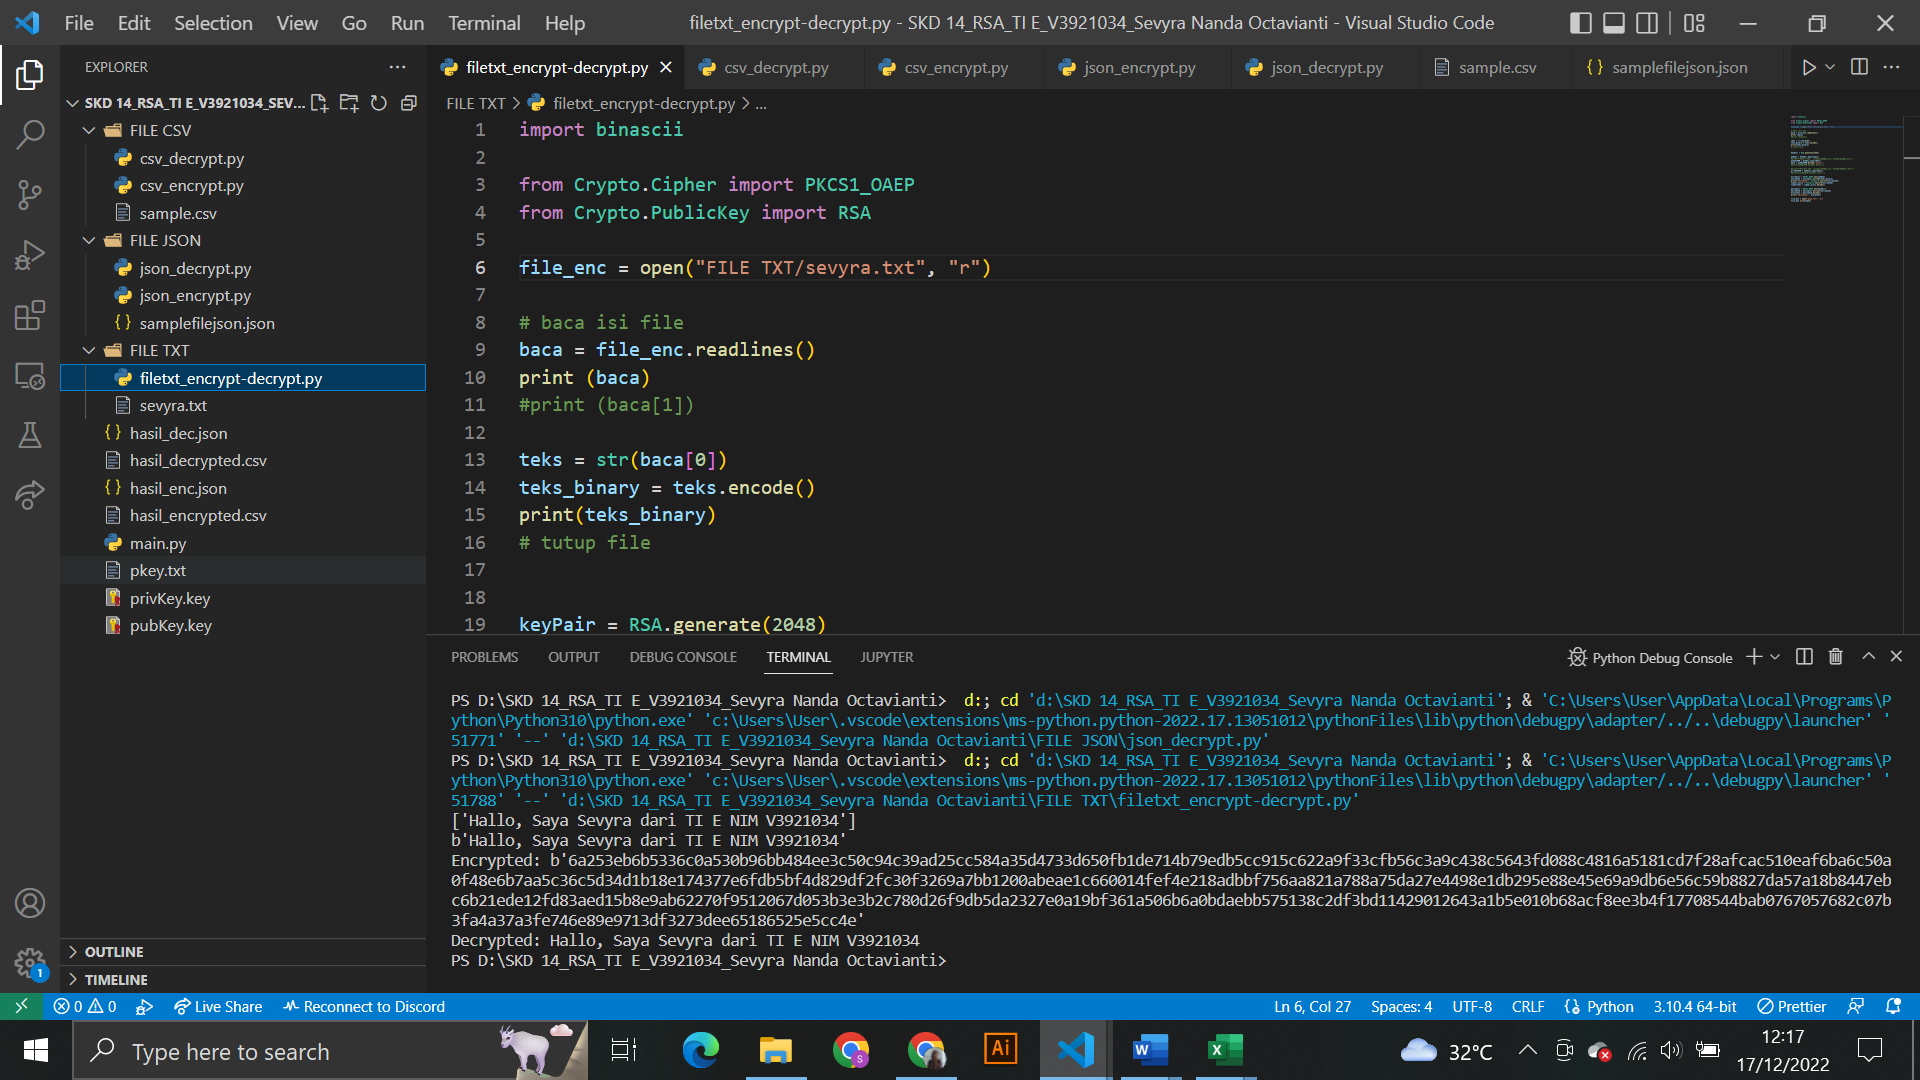 File Edit Selection View Go Run Terminal Help
filetxt_encrypt-decrypt.py - SKD 14_RSA_TI E_V3921034_Sevyra Nanda Octavianti - Visual Studio Code
EXPLORER
SKD 14_RSA_TI E_V3921034_SEV...
FILE CSV
csv_decrypt.py
csv_encrypt.py
sample.csv
FILE JSON
json_decrypt.py
json_encrypt.py
samplefilejson.json
FILE TXT
filetxt_encrypt-decrypt.py
sevyra.txt
hasil_dec.json
hasil_decrypted.csv
hasil_enc.json
hasil_encrypted.csv
main.py
pkey.txt
privKey.key
pubKey.key
OUTLINE
TIMELINE
filetxt_encrypt-decrypt.py csv_decrypt.py csv_encrypt.py json_encrypt.py json_decrypt.py sample.csv samplefilejson.json
FILE TXT > filetxt_encrypt-decrypt.py > ...
1 import binascii
2
3 from Crypto.Cipher import PKCS1_OAEP
4 from Crypto.PublicKey import RSA
5
6 file_enc = open("FILE TXT/sevyra.txt", "r")
7
8 # baca isi file
9 baca = file_enc.readlines()
10 print (baca)
11 #print (baca[1])
12
13 teks = str(baca[0])
14 teks_binary = teks.encode()
15 print(teks_binary)
16 # tutup file
17
18
19 keyPair = RSA.generate(2048)
PROBLEMS OUTPUT DEBUG CONSOLE TERMINAL JUPYTER
Python Debug Console
PS D:\SKD 14_RSA_TI E_V3921034_Sevyra Nanda Octavianti>  d:; cd 'd:\SKD 14_RSA_TI E_V3921034_Sevyra Nanda Octavianti'; & 'C:\Users\User\AppData\Local\Programs\P
ython\Python310\python.exe' 'c:\Users\User\.vscode\extensions\ms-python.python-2022.17.13051012\pythonFiles\lib\python\debugpy\adapter/../..\debugpy\launcher' '
51771' '--' 'd:\SKD 14_RSA_TI E_V3921034_Sevyra Nanda Octavianti\FILE JSON\json_decrypt.py'
PS D:\SKD 14_RSA_TI E_V3921034_Sevyra Nanda Octavianti>  d:; cd 'd:\SKD 14_RSA_TI E_V3921034_Sevyra Nanda Octavianti'; & 'C:\Users\User\AppData\Local\Programs\P
ython\Python310\python.exe' 'c:\Users\User\.vscode\extensions\ms-python.python-2022.17.13051012\pythonFiles\lib\python\debugpy\adapter/../..\debugpy\launcher' '
51788' '--' 'd:\SKD 14_RSA_TI E_V3921034_Sevyra Nanda Octavianti\FILE TXT\filetxt_encrypt-decrypt.py'
['Hallo, Saya Sevyra dari TI E NIM V3921034']
b'Hallo, Saya Sevyra dari TI E NIM V3921034'
Encrypted: b'6a253eb6b5336c0a530b96bb484ee3c50c94c39ad25cc584a35d4733d650fb1de714b79edb5cc915c622a9f33cfb56c3a9c438c5643fd088c4816a5181cd7f28afcac510eaf6ba6c50a
0f48e6b7aa5c36c5d34d1b18e174377e6fdb5bf4d829df2fc30f3269a7bb1200abeae1c660014fef4e218adbbf756aa821a788a75da27e4498e1db295e88e45e69a9db6e56c59b8827da57a18b8447eb
c6b21ede12fd83aed15b8e9ab62270f9512067d053b3e3b2c780d26f9db5da2327e0a19bf361a506b6a0bdaebb575138c2df3bd11429012643a1b5e010b68acf8ee3b4f17708544bab0767057682c07b
3fa4a37a3fe746e89e9713df3273dee65186525e5cc4e'
Decrypted: Hallo, Saya Sevyra dari TI E NIM V3921034
PS D:\SKD 14_RSA_TI E_V3921034_Sevyra Nanda Octavianti>
1
0 0 Live Share Reconnect to Discord Ln 6, Col 27 Spaces: 4 UTF-8 CRLF Python 3.10.4 64-bit Prettier
Type here to search
S
Ai
W
X
32°C
12:17
17/12/2022